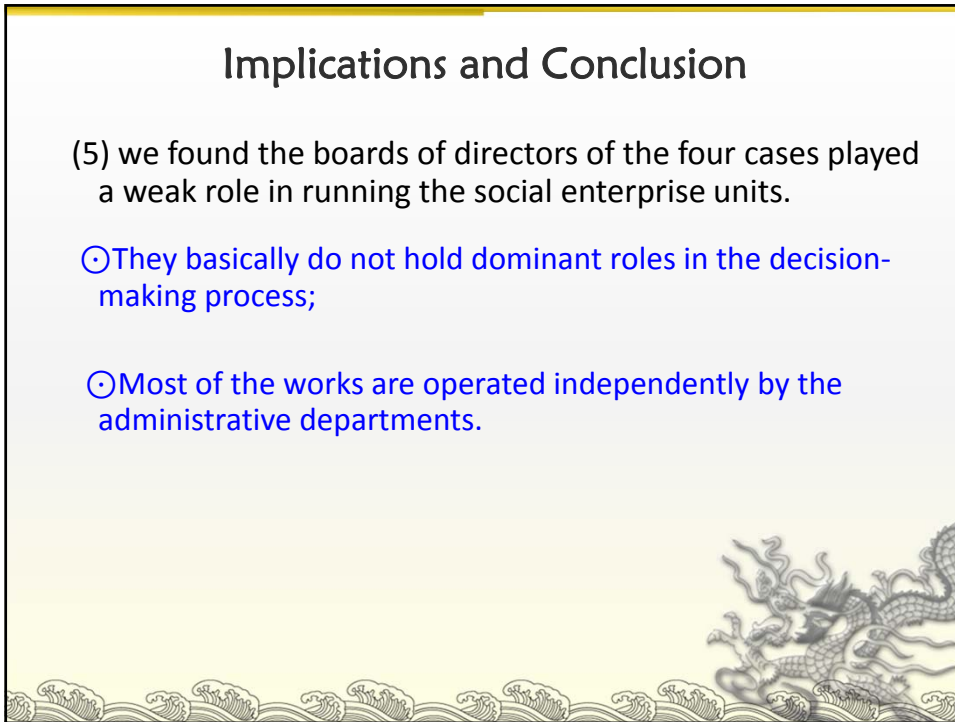 Implications and Conclusion
(5) we found the boards of directors of the four cases played
a weak role in running the social enterprise units.
⊙They basically do not hold dominant roles in the decision-
making process;
⊙Most of the works are operated independently by the
administrative departments.